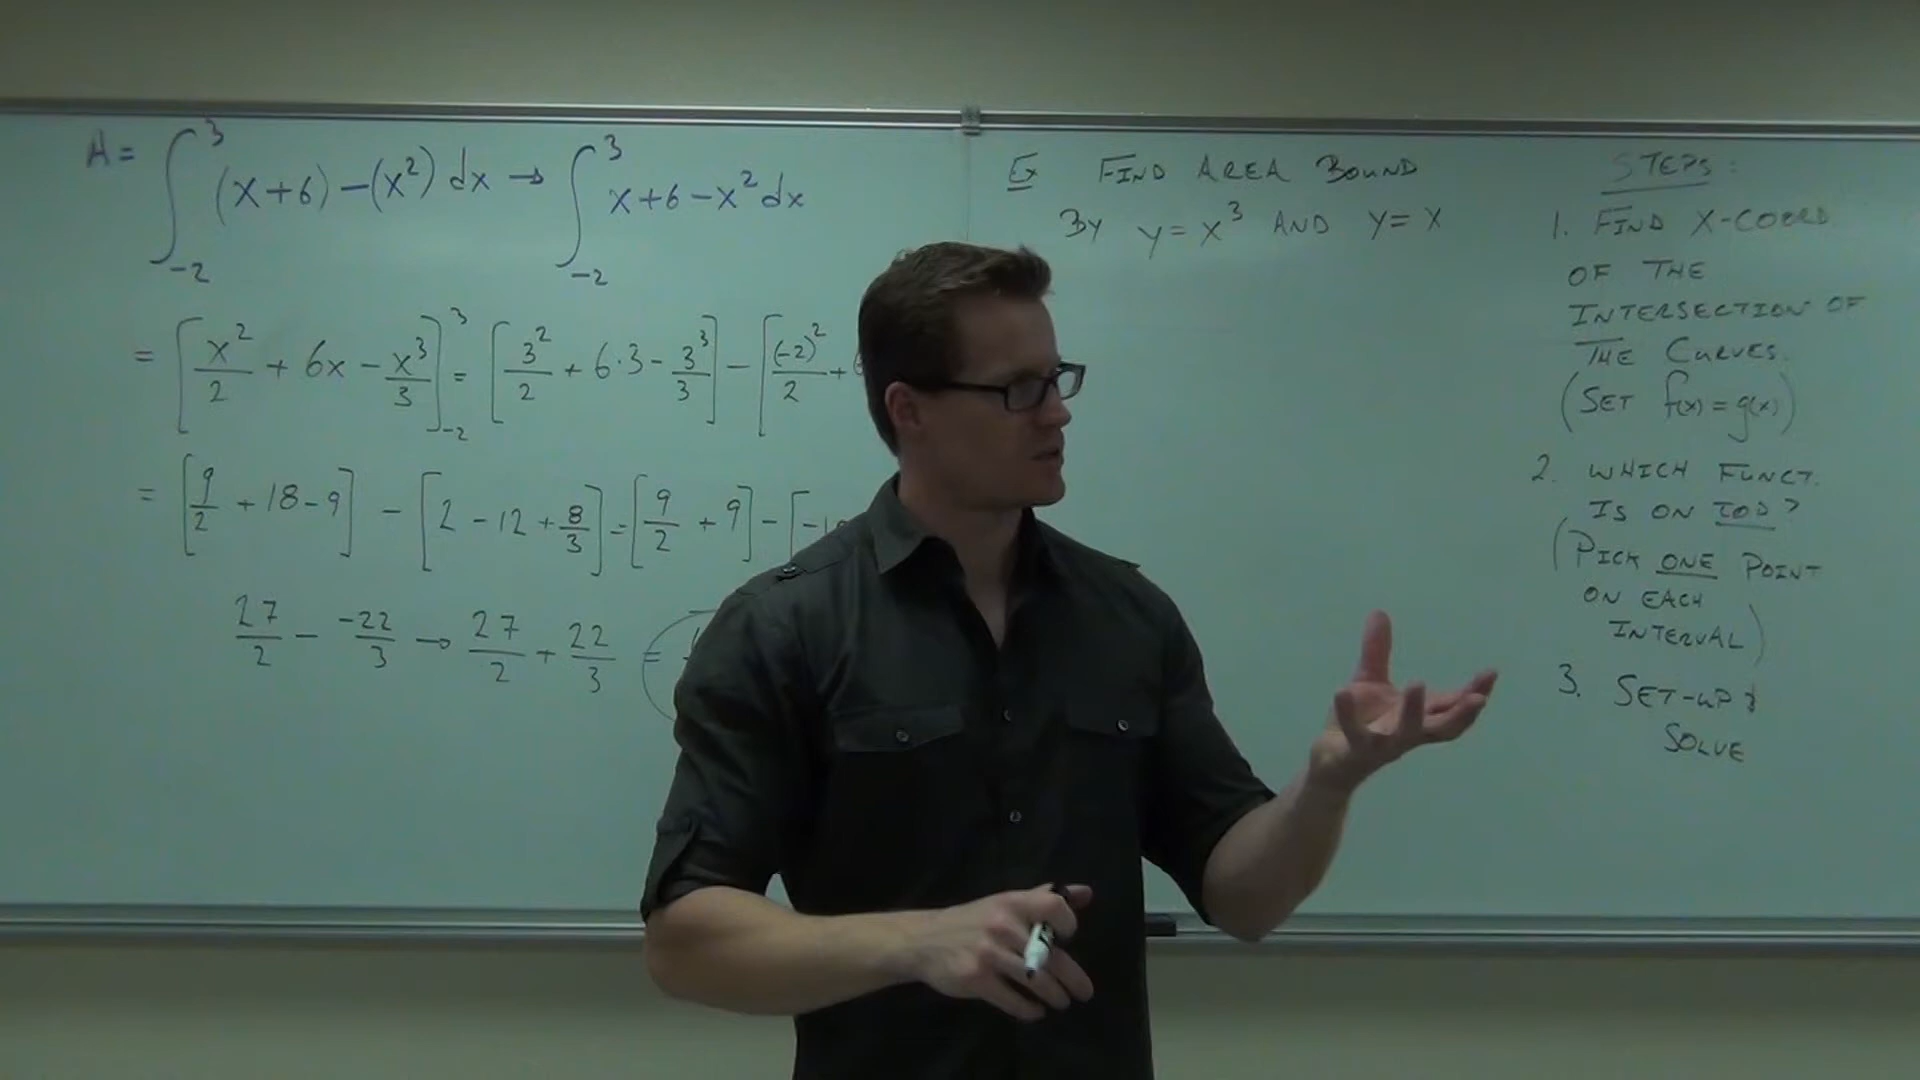 A = ∫_{-2}^{3} (x+6) - (x²) dx → ∫_{-2}^{3} x+6-x² dx
= [x²/2 + 6x - x³/3]_{-2}^{3} = [3²/2 + 6·3 - 3³/3] - [(-2)²/2 +
= [9/2 + 18 - 9] - [2 - 12 + 8/3] = [9/2 + 9] - [-1
27/2 - -22/3 → 27/2 + 22/3 =
Ex FIND AREA BOUND
BY y = x³ AND y = x
STEPS:
1. FIND X-COORD
OF THE
INTERSECTION OF
THE CURVES.
(SET f(x) = g(x))
2. WHICH FUNCT.
IS ON TOP?
(PICK ONE POINT
ON EACH
INTERVAL)
3. SET-UP &
SOLVE